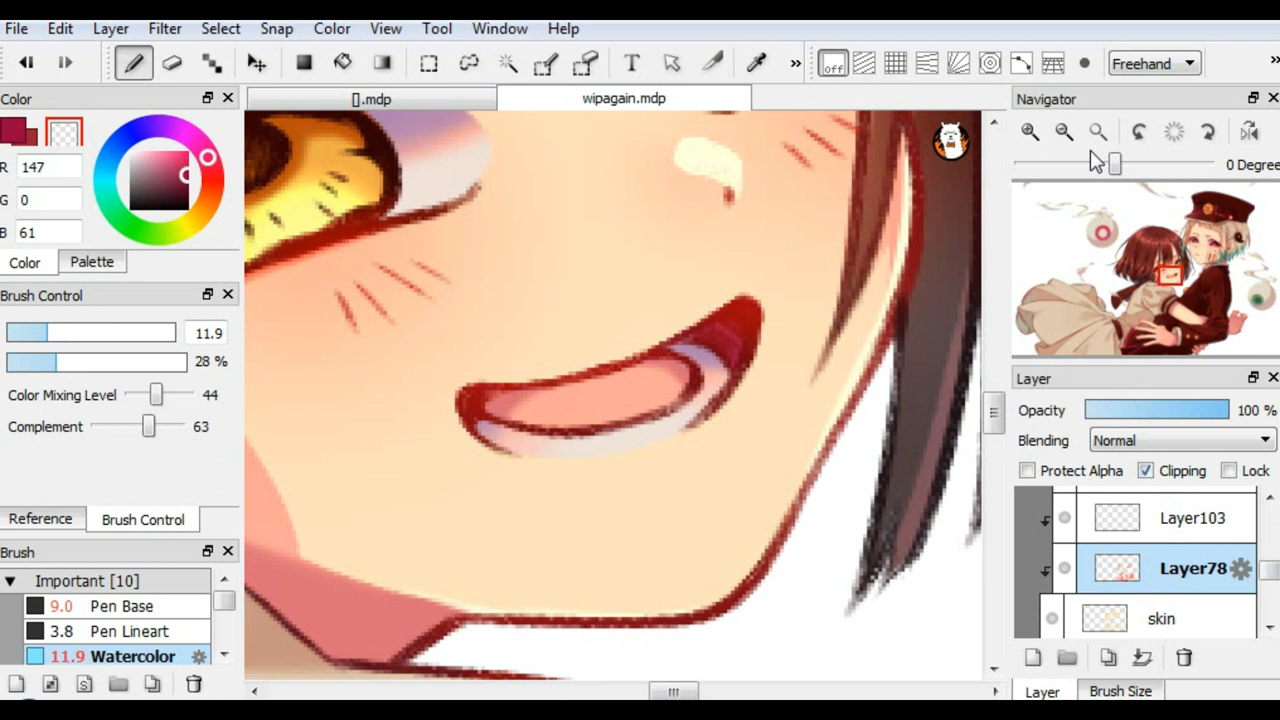 File Edit Layer Filter Select Snap Color View Tool Window Help
T off Freehand
Color
R 147
G 0
B 61
Color Palette
Brush Control
11.9
28 %
Color Mixing Level 44
Complement 63
Reference Brush Control
Brush
Important [10]
9.0 Pen Base
3.8 Pen Lineart
11.9 Watercolor
S
[].mdp wipagain.mdp
Navigator
0 Degree
Layer
Opacity 100 %
Blending Normal
Protect Alpha Clipping Lock
Layer103
Layer78
skin
Layer Brush Size